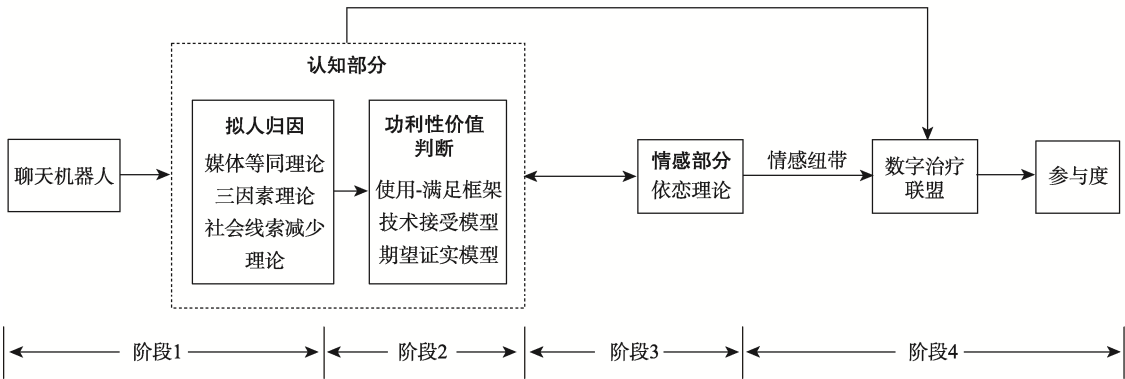 认知部分
聊天机器人
拟人归因
媒体等同理论
三因素理论
社会线索减少
理论
功利性价值
判断
使用-满足框架
技术接受模型
期望证实模型
情感部分
依恋理论
情感纽带
数字治疗
联盟
参与度
阶段1
阶段2
阶段3
阶段4